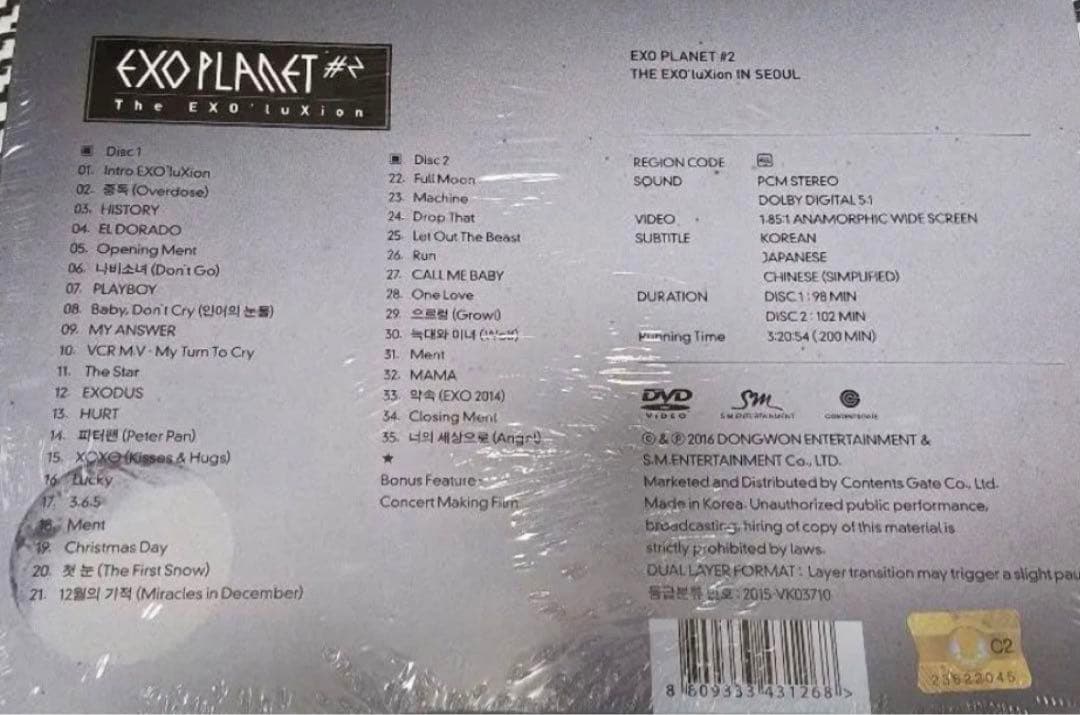 EXO PLANET #2
The EXO'luXion
Disc 1
01. Intro EXO'luXion
02. 중독 (Overdose)
03. HISTORY
04. EL DORADO
05. Opening Ment
06. 나비소녀 (Don't Go)
07. PLAYBOY
08. Baby, Don't Cry (인어의 눈물)
09. MY ANSWER
10. VCR M·V · My Turn To Cry
11. The Star
12. EXODUS
13. HURT
14. 피터팬 (Peter Pan)
15. XOXO (Kisses & Hugs)
16. Lucky
17. 3.6.5
18. Ment
19. Christmas Day
20. 첫 눈 (The First Snow)
21. 12월의 기적 (Miracles in December)
Disc 2
22. Full Moon
23. Machine
24. Drop That
25. Let Out The Beast
26. Run
27. CALL ME BABY
28. One Love
29. 으르렁 (Growl)
30. 늑대와 미녀 (Wolf)
31. Ment
32. MAMA
33. 약속 (EXO 2014)
34. Closing Ment
35. 너의 세상으로 (Angel)
★
Bonus Feature
Concert Making Film
EXO PLANET #2
THE EXO'luXion IN SEOUL
REGION CODE
SOUND PCM STEREO
DOLBY DIGITAL 5.1
VIDEO 1·85:1 ANAMORPHIC WIDE SCREEN
SUBTITLE KOREAN
JAPANESE
CHINESE (SIMPLIFIED)
DURATION DISC 1 : 98 MIN
DISC 2 : 102 MIN
Running Time 3:20:54 ( 200 MIN)
DVD VIDEO
SM S.M.ENTERTAINMENT
© & ℗ 2016 DONGWON ENTERTAINMENT &
S.M.ENTERTAINMENT Co., LTD.
Marketed and Distributed by Contents Gate Co., Ltd.
Made in Korea. Unauthorized public performance,
broadcasting, hiring of copy of this material is
strictly prohibited by laws.
DUAL LAYER FORMAT : Layer transition may trigger a slight pau
등급분류 번호 : 2015-VK03710
8 809333 431268 >
C2
23622045